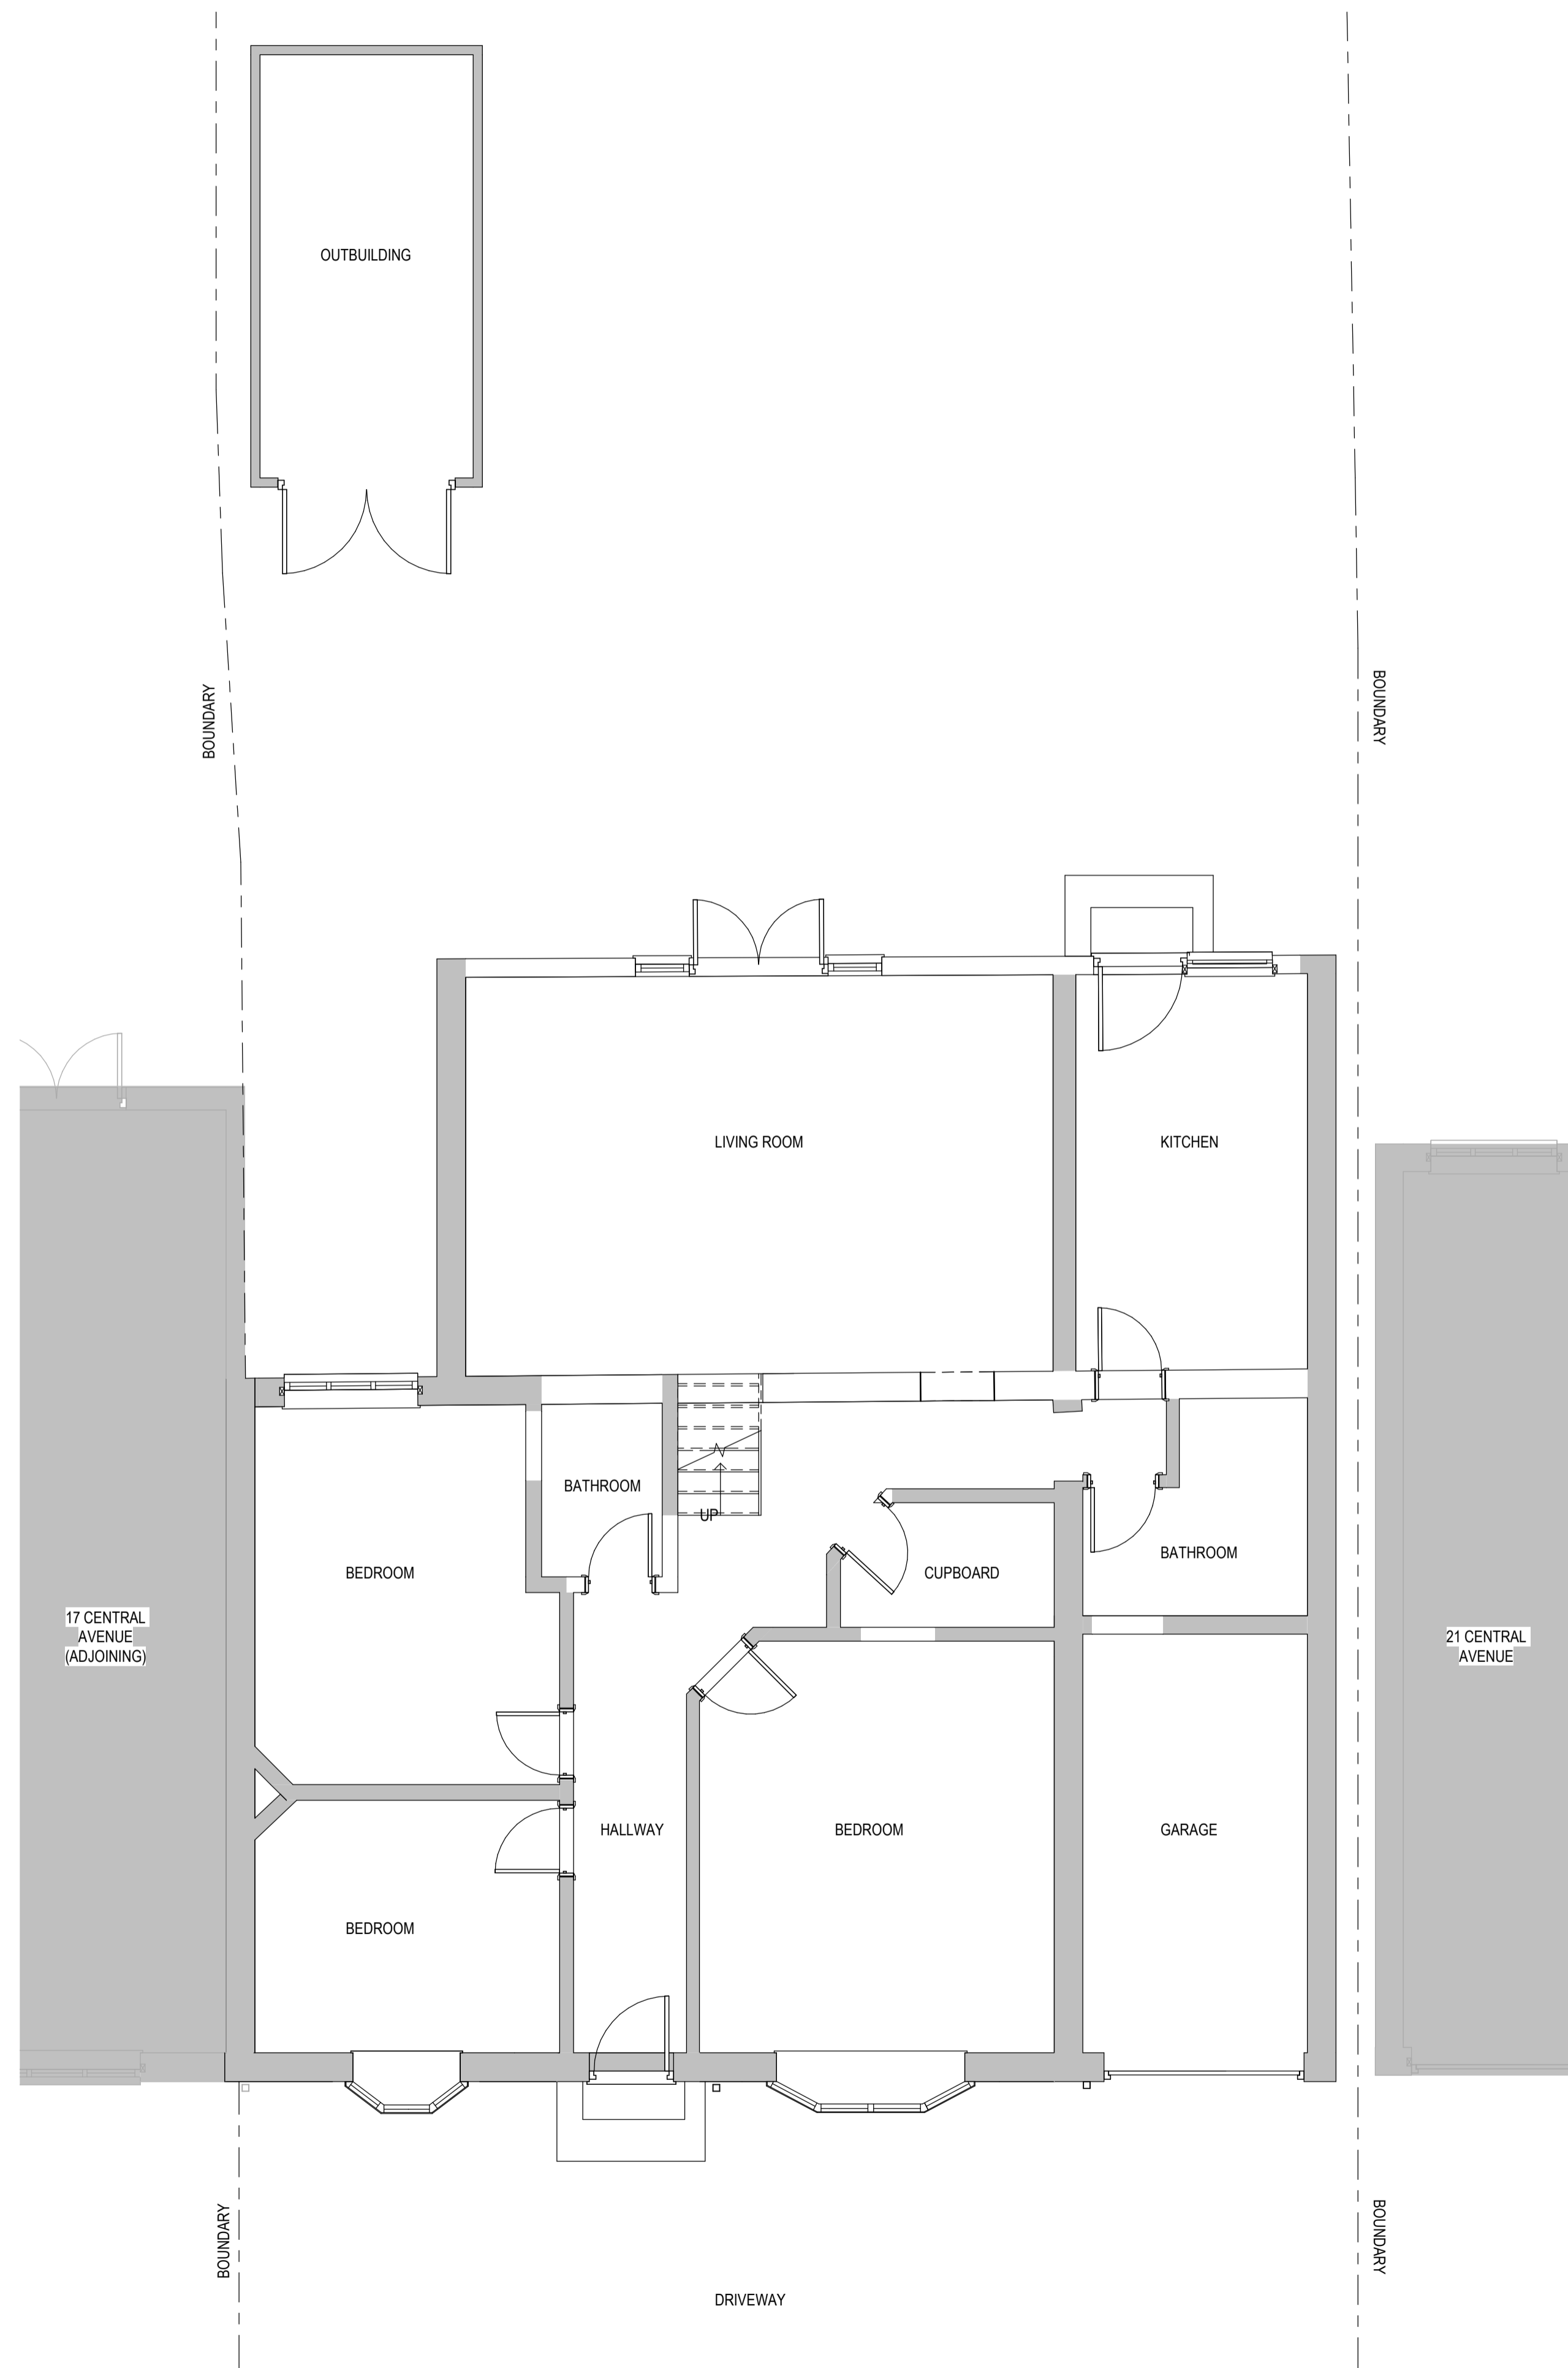 OUTBUILDING
BOUNDARY
BOUNDARY
LIVING ROOM
KITCHEN
BATHROOM
UP
BEDROOM
CUPBOARD
BATHROOM
17 CENTRAL
AVENUE
(ADJOINING)
21 CENTRAL
AVENUE
HALLWAY
BEDROOM
GARAGE
BEDROOM
BOUNDARY
BOUNDARY
DRIVEWAY